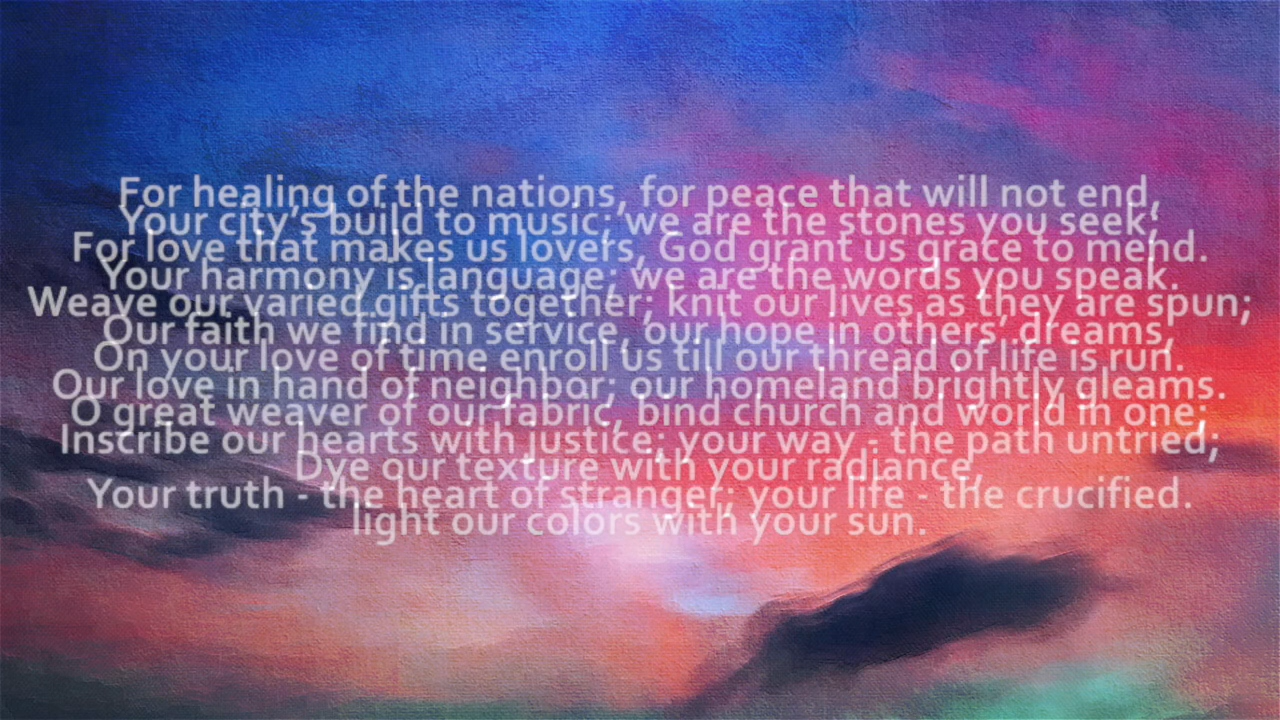 For healing of the nations, for peace that will not end,
Your city's build to music; we are the stones you seek;
For love that makes us lovers, God grant us grace to mend.
Your harmony is language; we are the words you speak.
Weave our varied gifts together; knit our lives as they are spun;
Our faith we find in service, our hope in others' dreams,
On your love of time enroll us till our thread of life is run.
Our love in hand of neighbor; our homeland brightly gleams.
O great weaver of our fabric, bind church and world in one;
Inscribe our hearts with justice; your way - the path untried;
Dye our texture with your radiance,
Your truth - the heart of stranger; your life - the crucified.
light our colors with your sun.